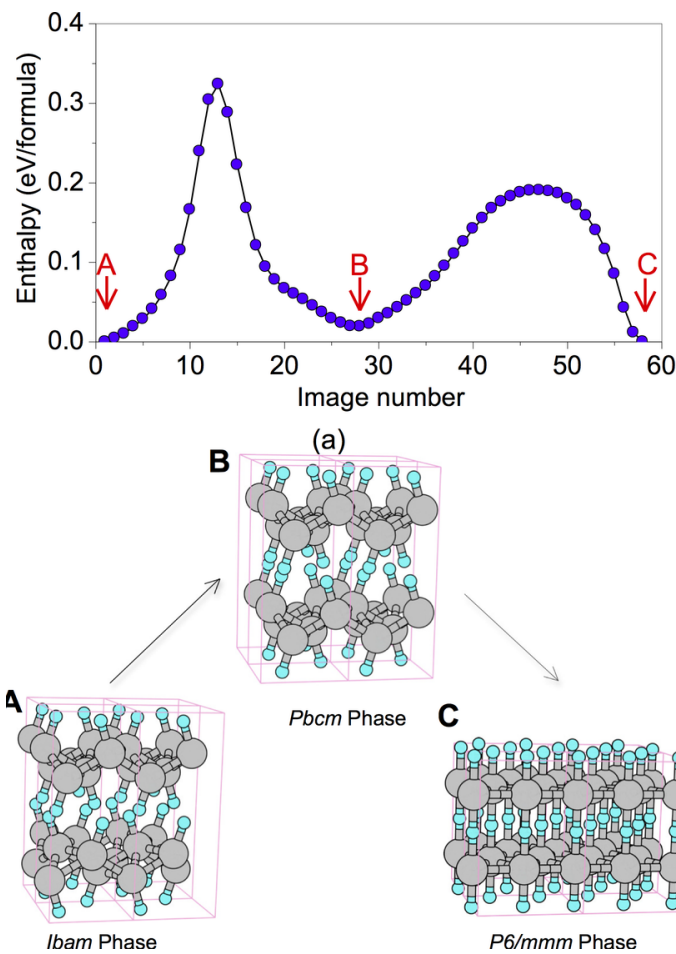 0.4
0.3
0.2
0.1
0.0
Enthalpy (eV/formula)
A
B
C
0 10 20 30 40 50 60
Image number
(a)
B
Pbcm Phase
A
C
Ibam Phase
P6/mmm Phase